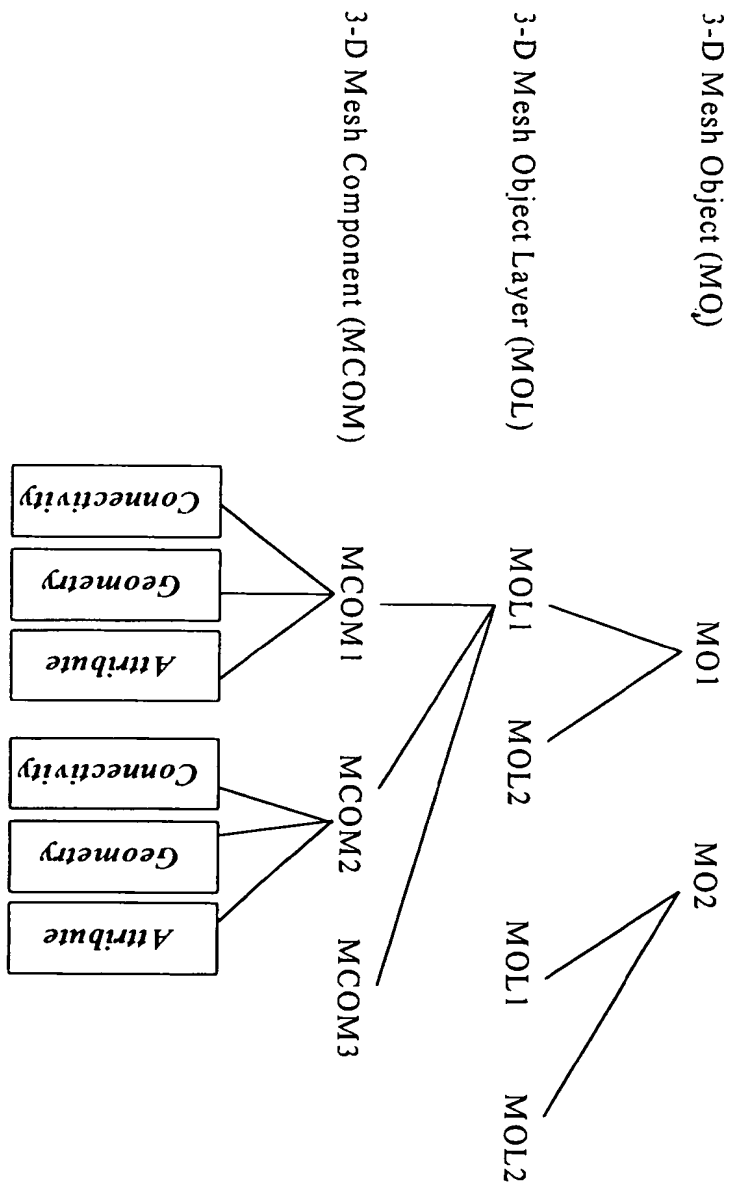 3-D Mesh Object (MO)
MO1
MO2
3-D Mesh Object Layer (MOL)
MOL1
MOL2
MOL1
MOL2
3-D Mesh Component (MCOM)
MCOM1
MCOM2
MCOM3
Connectivity
Geometry
Attribute
Connectivity
Geometry
Attribute